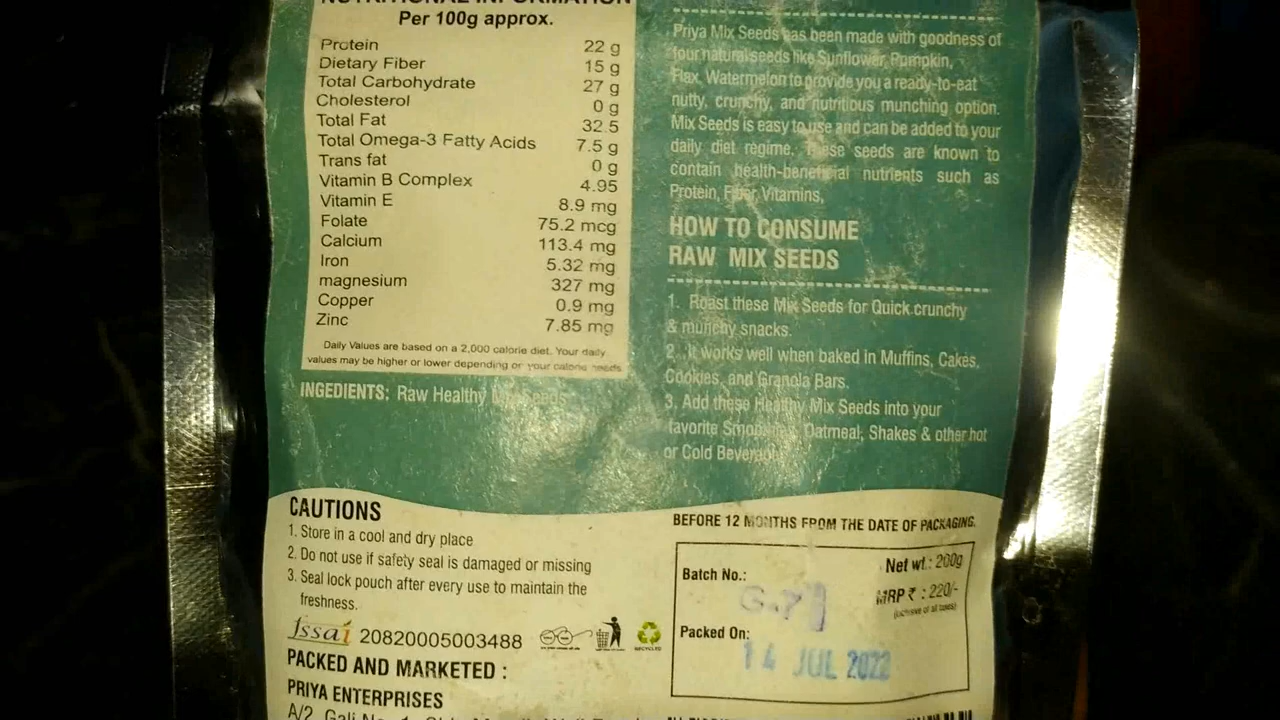 NUTRITIONAL INFORMATION
Per 100g approx.
Protein 22 g
Dietary Fiber 15 g
Total Carbohydrate 27 g
Cholesterol 0 g
Total Fat 32.5
Total Omega-3 Fatty Acids 7.5 g
Trans fat 0 g
Vitamin B Complex 4.95
Vitamin E 8.9 mg
Folate 75.2 mcg
Calcium 113.4 mg
Iron 5.32 mg
magnesium 327 mg
Copper 0.9 mg
Zinc 7.85 mg
Daily Values are based on a 2,000 calorie diet. Your daily
values may be higher or lower depending or your calorie needs
INGEDIENTS: Raw Healthy Mix Seeds
Priya Mix Seeds has been made with goodness of
four natural seeds like Sunflower, Pumpkin,
Flax, Watermelon to provide you a ready-to-eat
nutty, crunchy, and nutritious munching option.
Mix Seeds is easy to use and can be added to your
daily diet regime. These seeds are known to
contain health-beneficial nutrients such as
Protein, Fiber, Vitamins,
HOW TO CONSUME
RAW MIX SEEDS
1. Roast these Mix Seeds for Quick crunchy
& munchy snacks.
2. It works well when baked in Muffins, Cakes,
Cookies, and Granola Bars.
3. Add these Healthy Mix Seeds into your
favorite Oatmeal, Shakes & other hot
or Cold
CAUTIONS
1. Store in a cool and dry place
2. Do not use if safety seal is damaged or missing
3. Seal lock pouch after every use to maintain the
freshness.
fssai 20820005003488
RECYCLED
PACKED AND MARKETED :
PRIYA ENTERPRISES
A/2, Gali No.
BEFORE 12 MONTHS FROM THE DATE OF PACKAGING.
Net wt.: 200g
Batch No.:
MRP ₹ : 220/-
(Inclusive of all taxes)
Packed On:
14 JUL 2022